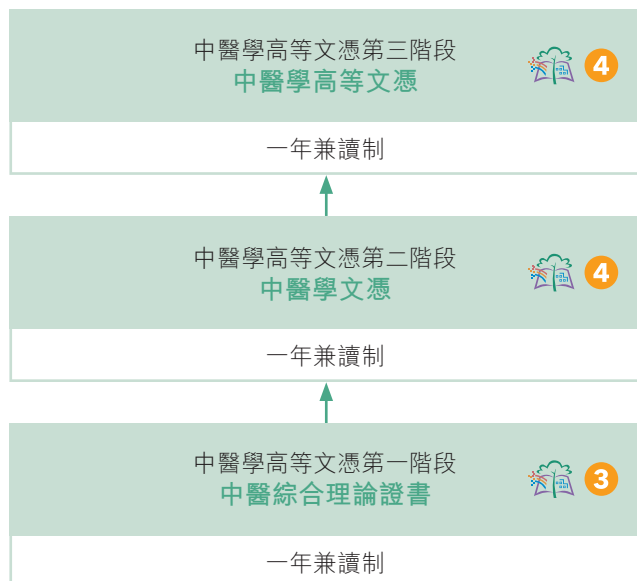 中醫學高等文憑第三階段
中醫學高等文憑
4
一年兼讀制
中醫學高等文憑第二階段
中醫學文憑
4
一年兼讀制
中醫學高等文憑第一階段
中醫綜合理論證書
3
一年兼讀制